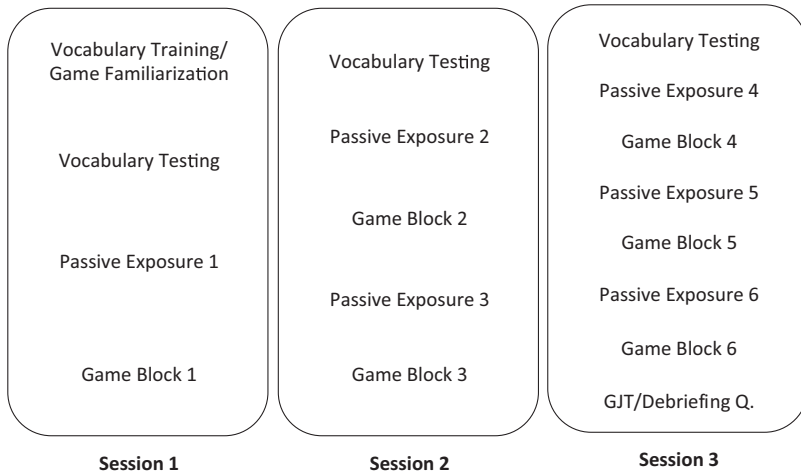 Vocabulary Training/
Game Familiarization
Vocabulary Testing
Passive Exposure 1
Game Block 1
Session 1
Vocabulary Testing
Passive Exposure 2
Game Block 2
Passive Exposure 3
Game Block 3
Session 2
Vocabulary Testing
Passive Exposure 4
Game Block 4
Passive Exposure 5
Game Block 5
Passive Exposure 6
Game Block 6
GJT/Debriefing Q.
Session 3